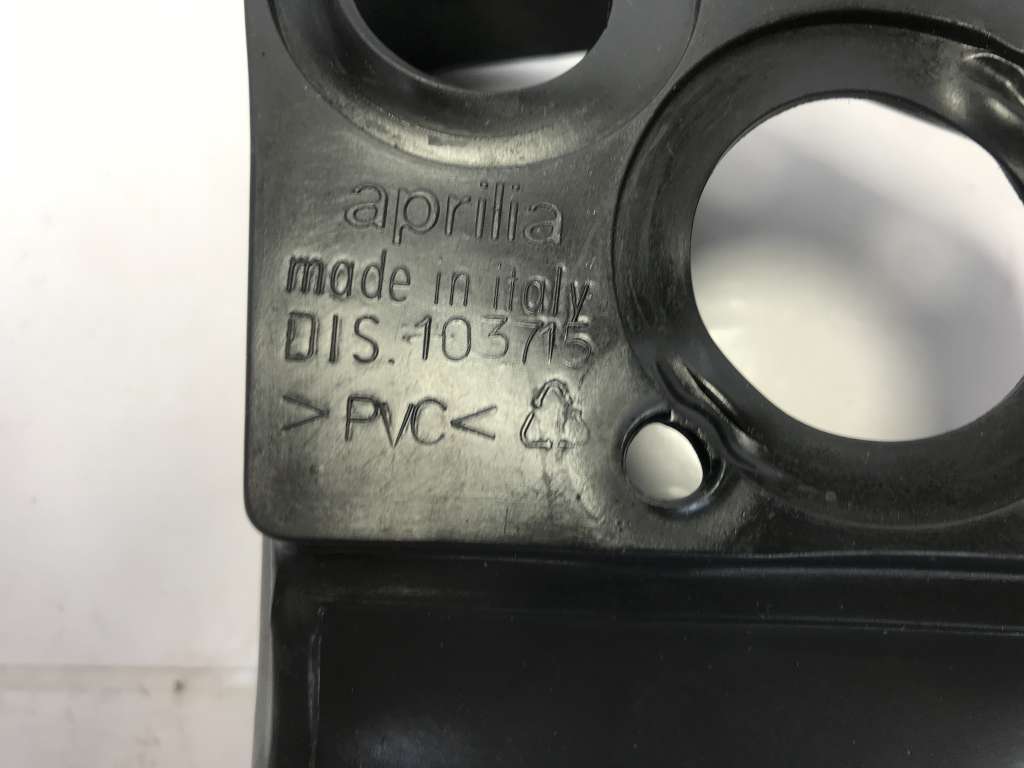 aprilia
made in italy
DIS. 103715
>PVC<